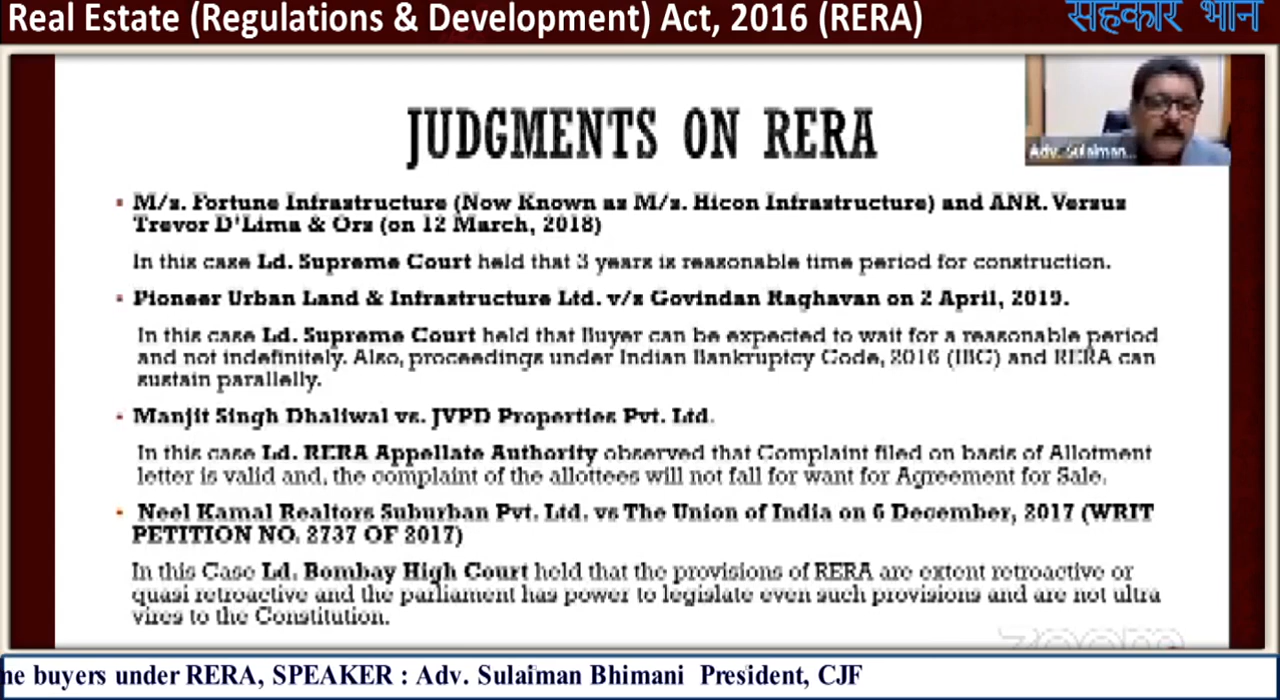 Real Estate (Regulations & Development) Act, 2016 (RERA)
सहकार भान
JUDGMENTS ON RERA
Adv. Sulaiman...
M/s. Fortune Infrastructure (Now Known as M/s. Hicon Infrastructure) and ANR. Versus
Trevor D'Lima & Ors (on 12 March, 2018)
In this case Ld. Supreme Court held that 3 years is reasonable time period for construction.
Pioneer Urban Land & Infrastructure Ltd. v/s Govindan Raghavan on 2 April, 2019.
In this case Ld. Supreme Court held that Buyer can be expected to wait for a reasonable period
and not indefinitely. Also, proceedings under Indian Bankruptcy Code, 2016 (IBC) and RERA can
sustain parallelly.
Manjit Singh Dhaliwal vs. JVPD Properties Pvt. Ltd.
In this case Ld. RERA Appellate Authority observed that Complaint filed on basis of Allotment
letter is valid and, the complaint of the allottees will not fall for want for Agreement for Sale.
Neel Kamal Realtors Suburban Pvt. Ltd. vs The Union of India on 6 December, 2017 (WRIT
PETITION NO. 2737 OF 2017)
In this Case Ld. Bombay High Court held that the provisions of RERA are extent retroactive or
quasi retroactive and the parliament has power to legislate even such provisions and are not ultra
vires to the Constitution.
zoom
ne buyers under RERA, SPEAKER : Adv. Sulaiman Bhimani President, CJF